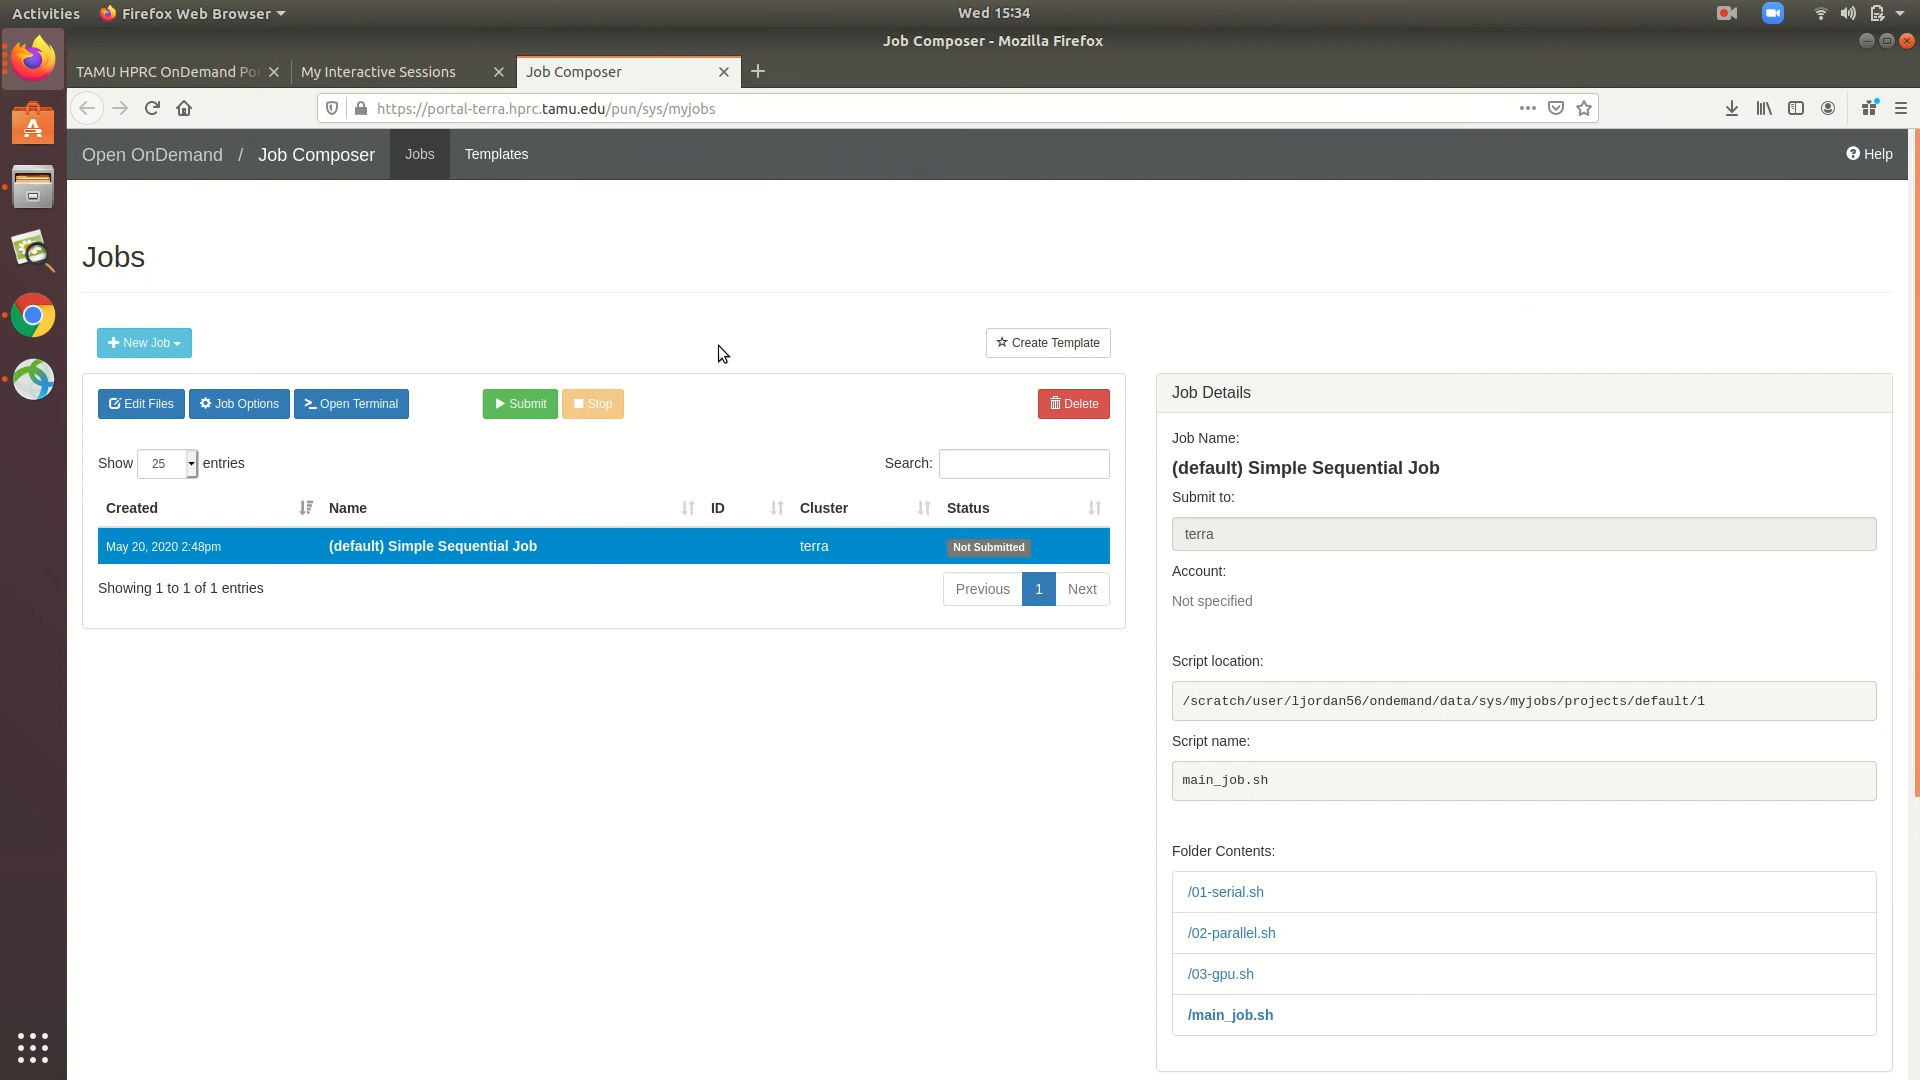 Activities Firefox Web Browser Wed 15:34
Job Composer - Mozilla Firefox
TAMU HPRC OnDemand Por My Interactive Sessions Job Composer
https://portal-terra.hprc.tamu.edu/pun/sys/myjobs
Open OnDemand / Job Composer Jobs Templates Help
Jobs
New Job Create Template
Edit Files Job Options Open Terminal Submit Stop Delete
Show 25 entries Search:
Created Name ID Cluster Status
May 20, 2020 2:48pm (default) Simple Sequential Job terra Not Submitted
Showing 1 to 1 of 1 entries Previous 1 Next
Job Details
Job Name:
(default) Simple Sequential Job
Submit to:
terra
Account:
Not specified
Script location:
/scratch/user/ljordan56/ondemand/data/sys/myjobs/projects/default/1
Script name:
main_job.sh
Folder Contents:
/01-serial.sh
/02-parallel.sh
/03-gpu.sh
/main_job.sh